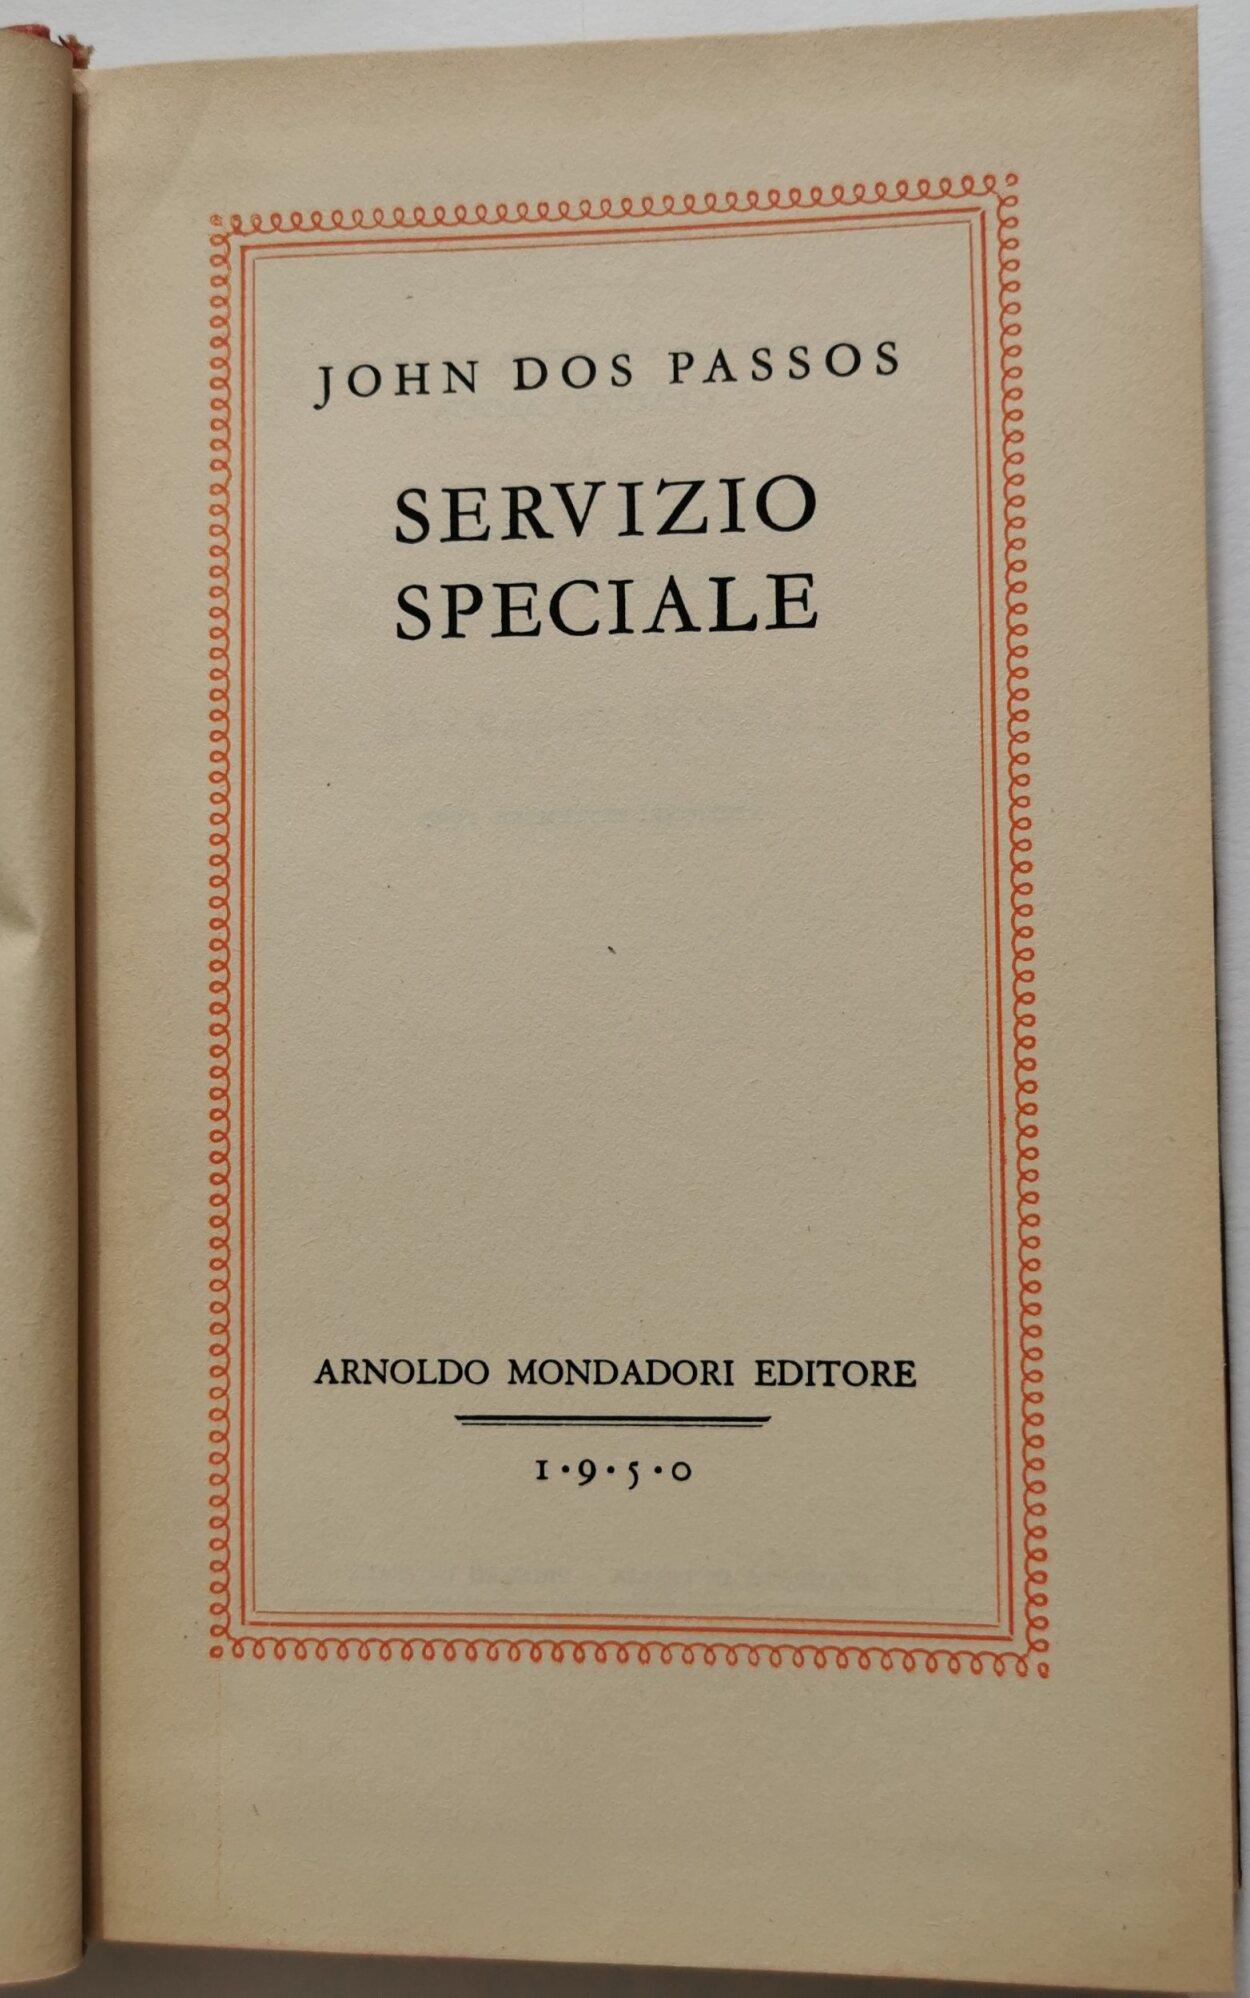 JOHN DOS PASSOS
SERVIZIO
SPECIALE
ARNOLDO MONDADORI EDITORE
1·9·5·0